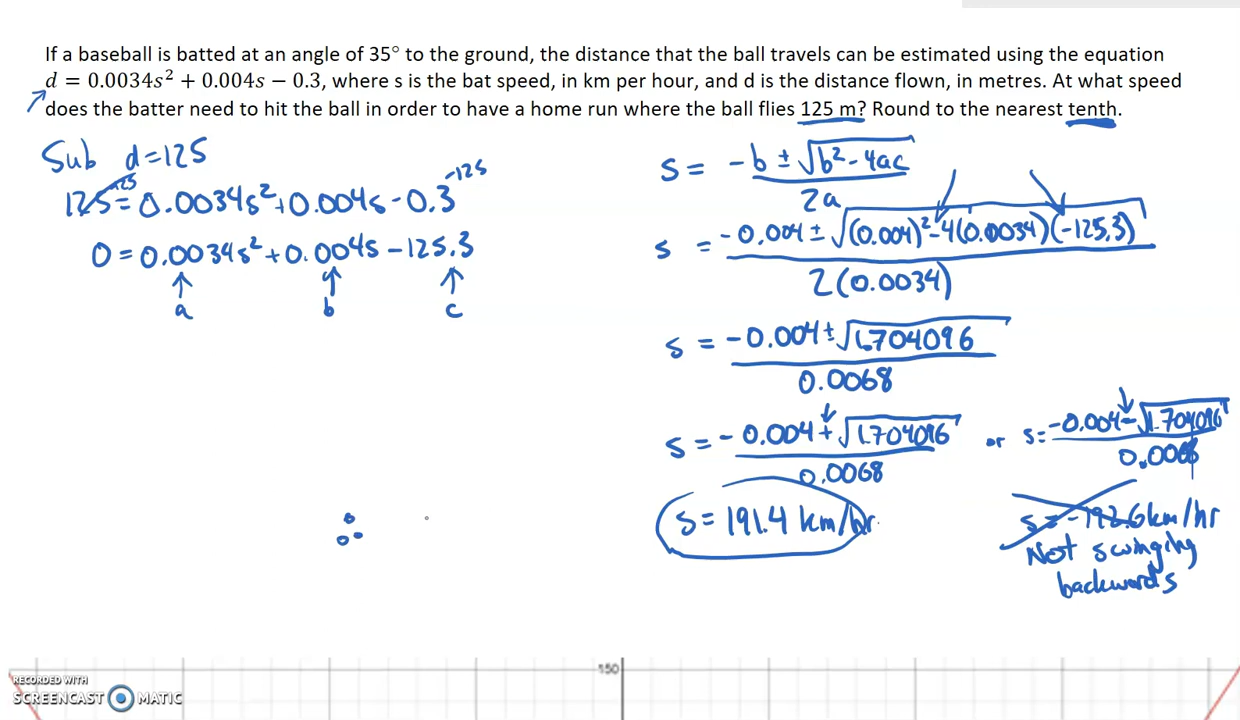 If a baseball is batted at an angle of 35° to the ground, the distance that the ball travels can be estimated using the equation
d = 0.0034s² + 0.004s − 0.3, where s is the bat speed, in km per hour, and d is the distance flown, in metres. At what speed
does the batter need to hit the ball in order to have a home run where the ball flies 125 m? Round to the nearest tenth.
Sub d=125
125 = 0.0034s² + 0.004s - 0.3 -125
0 = 0.0034s² + 0.004s - 125.3
a b c
s = (-b ± √(b² - 4ac)) / 2a
s = (-0.004 ± √((0.004)² - 4(0.0034)(-125.3))) / 2(0.0034)
s = (-0.004 ± √1.704096) / 0.0068
s = (-0.004 + √1.704096) / 0.0068 or s = (-0.004 - √1.704096) / 0.0068
s = 191.4 km/hr
s = -192.6 km/hr
Not swinging
backwards
150
RECORDED WITH
SCREENCAST MATIC